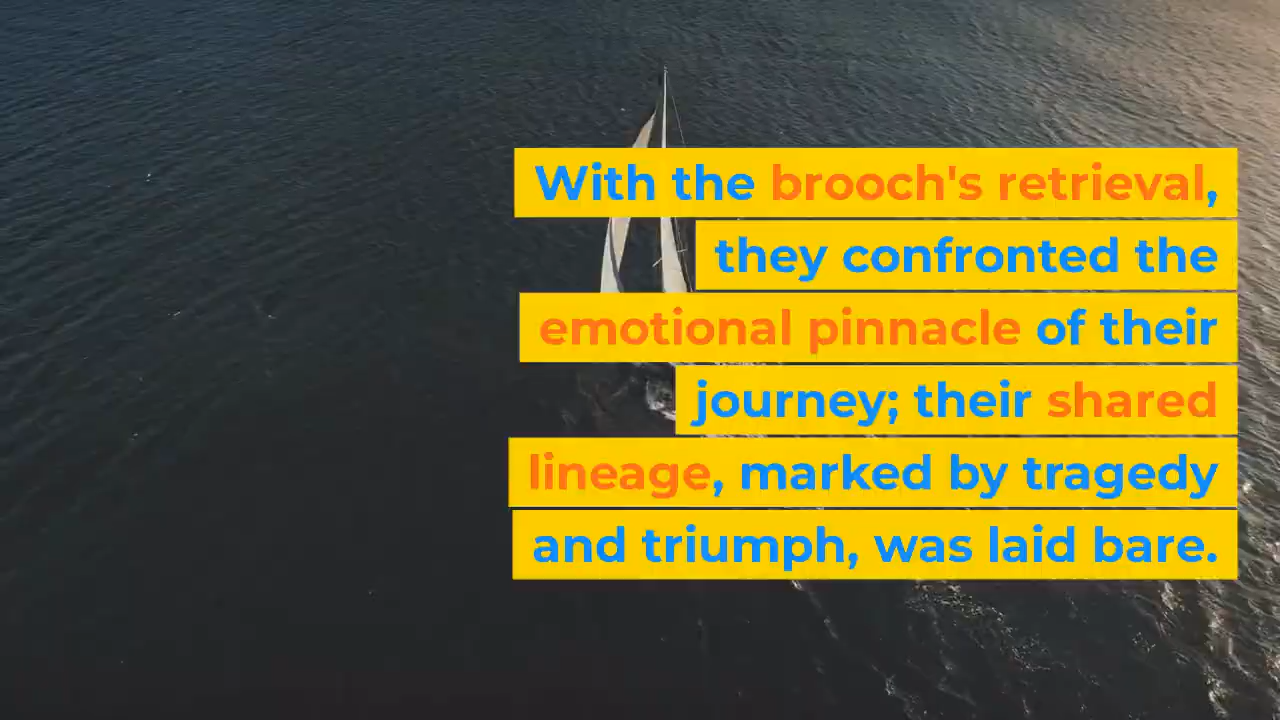 With the brooch's retrieval,
they confronted the
emotional pinnacle of their
journey; their shared
lineage, marked by tragedy
and triumph, was laid bare.